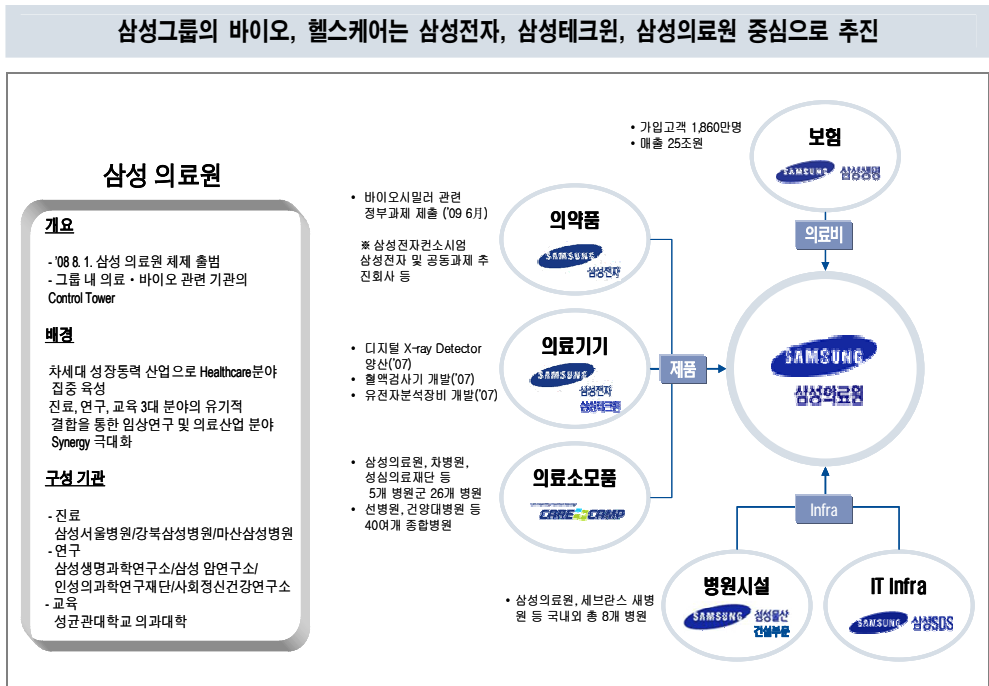 삼성그룹의 바이오, 헬스케어는 삼성전자, 삼성테크윈, 삼성의료원 중심으로 추진
삼성 의료원
개요
- '08 8. 1. 삼성 의료원 체제 출범
- 그룹 내 의료・바이오 관련 기관의
Control Tower
배경
차세대 성장동력 산업으로 Healthcare분야
집중 육성
진료, 연구, 교육 3대 분야의 유기적
결합을 통한 임상연구 및 의료산업 분야
Synergy 극대화
구성 기관
- 진료
삼성서울병원/강북삼성병원/마산삼성병원
- 연구
삼성생명과학연구소/삼성 암연구소/
인성의과학연구재단/사회정신건강연구소
- 교육
성균관대학교 의과대학
• 바이오시밀러 관련
정부과제 제출 ('09 6月)
※ 삼성전자컨소시엄
삼성전자 및 공동과제 추
진회사 등
의약품
SAMSUNG
삼성전자
• 디지털 X-ray Detector
양산('07)
• 혈액검사기 개발('07)
• 유전자분석장비 개발('07)
의료기기
SAMSUNG
삼성전자
삼성테크윈
• 삼성의료원, 차병원,
성심의료재단 등
5개 병원군 26개 병원
• 선병원, 건양대병원 등
40여개 종합병원
의료소모품
CARE CAMP
제품
• 가입고객 1,860만명
• 매출 25조원
보험
SAMSUNG 삼성생명
의료비
SAMSUNG
삼성의료원
Infra
• 삼성의료원, 세브란스 새병
원 등 국내외 총 8개 병원
병원시설
SAMSUNG 삼성물산
건설부문
IT Infra
SAMSUNG 삼성SDS